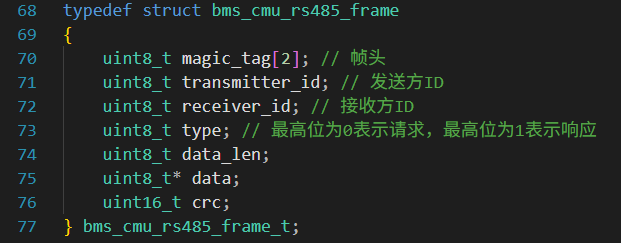 68 typedef struct bms_cmu_rs485_frame
69 {
70     uint8_t magic_tag[2]; // 帧头
71     uint8_t transmitter_id; // 发送方ID
72     uint8_t receiver_id; // 接收方ID
73     uint8_t type; // 最高位为0表示请求，最高位为1表示响应
74     uint8_t data_len;
75     uint8_t* data;
76     uint16_t crc;
77 } bms_cmu_rs485_frame_t;